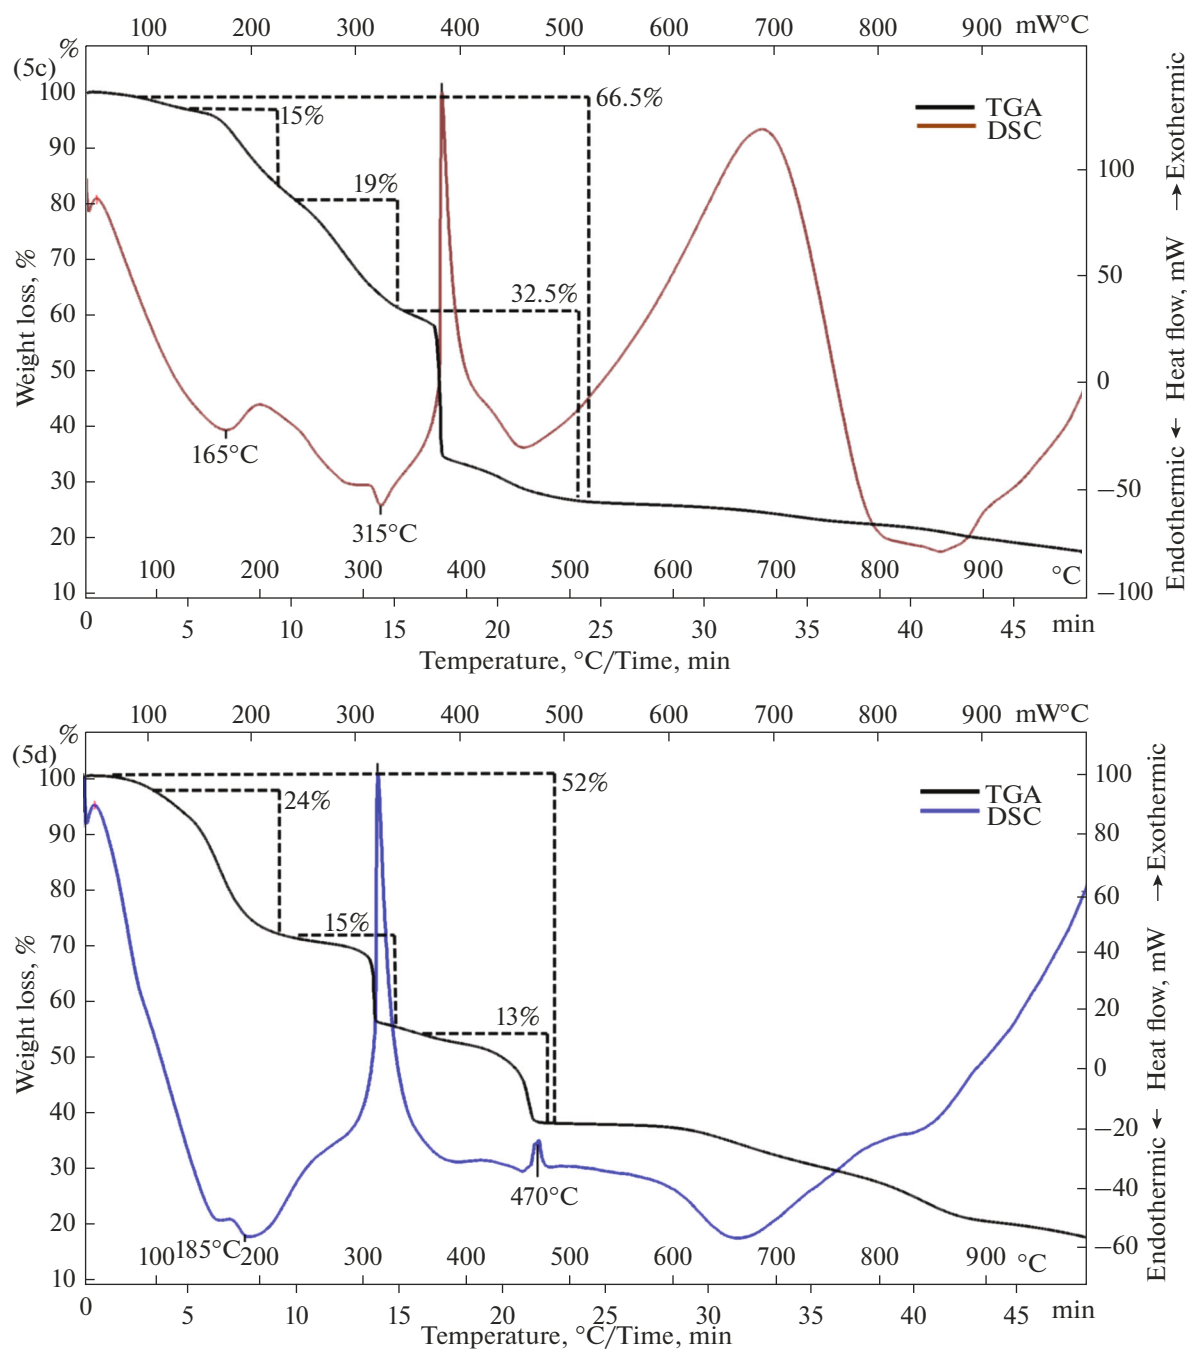 100 200 300 400 500 600 700 800 900 mW°C
%
(5c)
100
90
80
70
60
50
40
30
20
10
Weight loss, %
66.5%
15%
19%
32.5%
TGA
DSC
165°C
315°C
100
50
0
−50
−100
Endothermic ← Heat flow, mW → Exothermic
100 200 300 400 500 600 700 800 900 °C
0 5 10 15 20 25 30 35 40 45 min
Temperature, °C/Time, min
100 200 300 400 500 600 700 800 900 mW°C
%
(5d)
100
90
80
70
60
50
40
30
20
10
Weight loss, %
52%
24%
15%
13%
TGA
DSC
470°C
185°C
100
80
60
40
20
0
−20
−40
−60
Endothermic ← Heat flow, mW → Exothermic
100 200 300 400 500 600 700 800 900 °C
0 5 10 15 20 25 30 35 40 45 min
Temperature, °C/Time, min